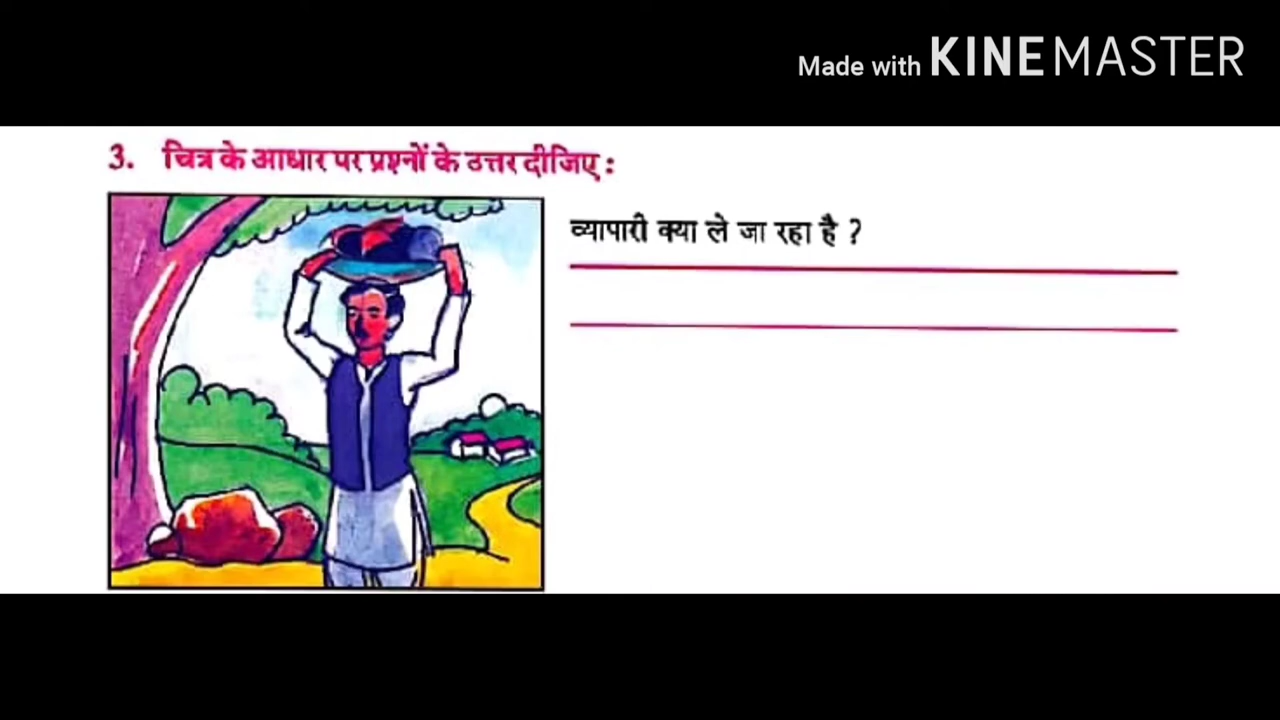 Made with KINEMASTER
3. चित्र के आधार पर प्रश्नों के उत्तर दीजिए :
व्यापारी क्या ले जा रहा है ?